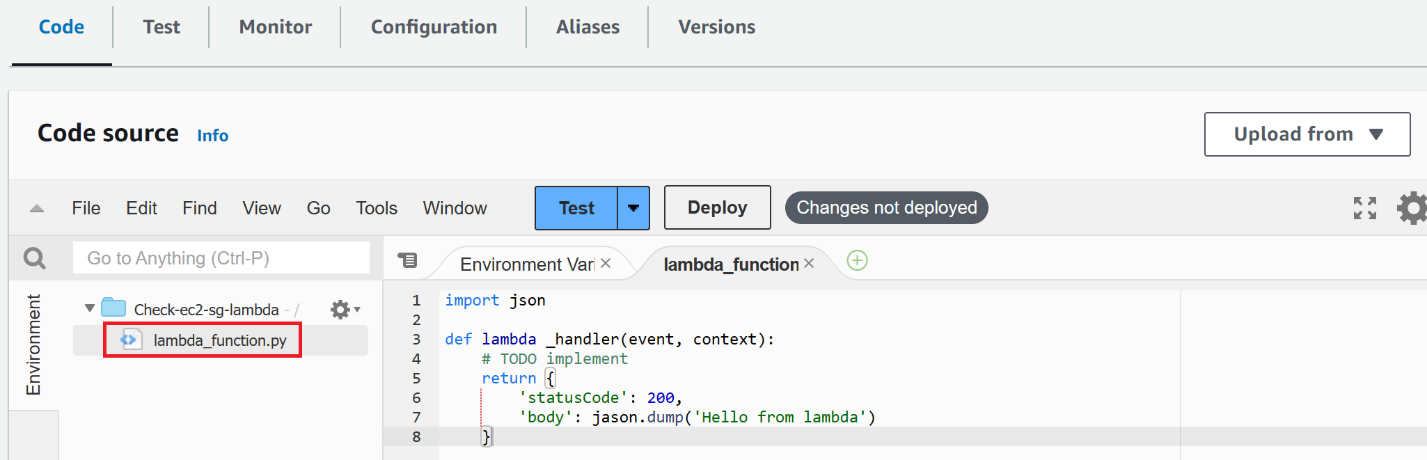 Code Test Monitor Configuration Aliases Versions
Code source Info
Upload from
File Edit Find View Go Tools Window Test Deploy Changes not deployed
Go to Anything (Ctrl-P)
Environment Vari lambda_function
Environment
Check-ec2-sg-lambda - /
lambda_function.py
1 import json
2
3 def lambda _handler(event, context):
4 # TODO implement
5 return {
6 'statusCode': 200,
7 'body': jason.dump('Hello from lambda')
8 }